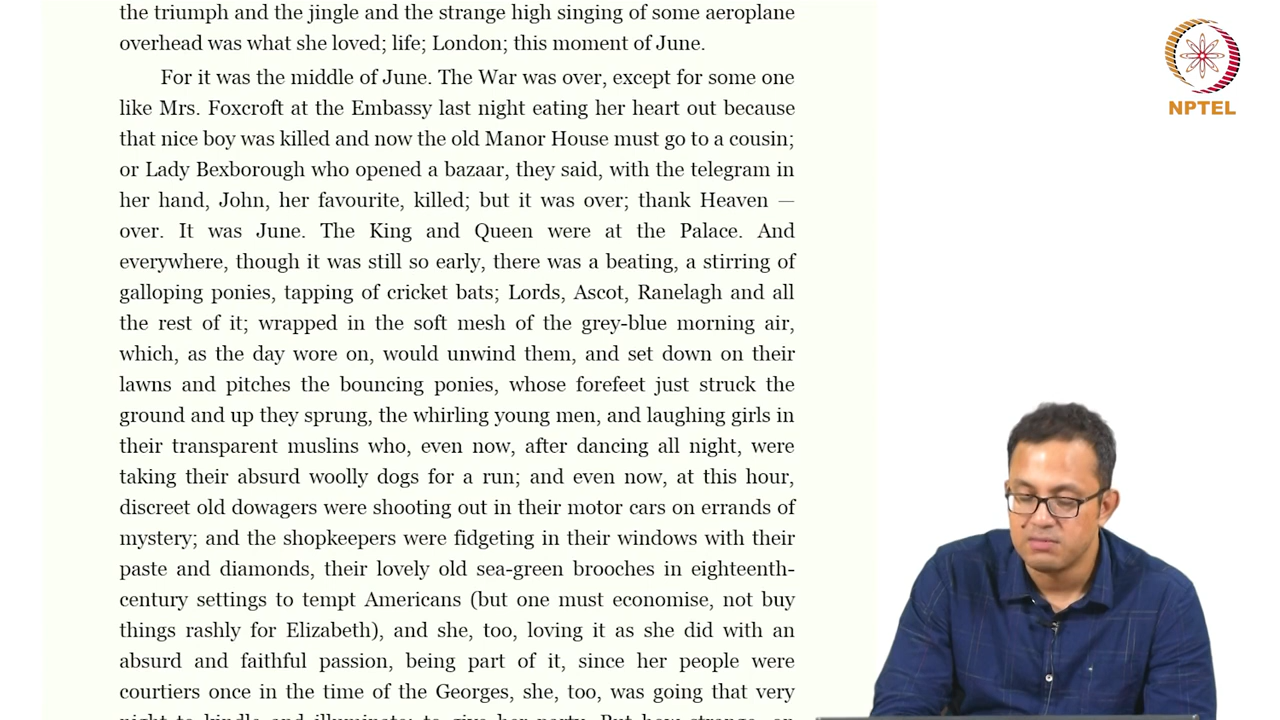 the triumph and the jingle and the strange high singing of some aeroplane
overhead was what she loved; life; London; this moment of June.
For it was the middle of June. The War was over, except for some one
like Mrs. Foxcroft at the Embassy last night eating her heart out because
that nice boy was killed and now the old Manor House must go to a cousin;
or Lady Bexborough who opened a bazaar, they said, with the telegram in
her hand, John, her favourite, killed; but it was over; thank Heaven —
over. It was June. The King and Queen were at the Palace. And
everywhere, though it was still so early, there was a beating, a stirring of
galloping ponies, tapping of cricket bats; Lords, Ascot, Ranelagh and all
the rest of it; wrapped in the soft mesh of the grey-blue morning air,
which, as the day wore on, would unwind them, and set down on their
lawns and pitches the bouncing ponies, whose forefeet just struck the
ground and up they sprung, the whirling young men, and laughing girls in
their transparent muslins who, even now, after dancing all night, were
taking their absurd woolly dogs for a run; and even now, at this hour,
discreet old dowagers were shooting out in their motor cars on errands of
mystery; and the shopkeepers were fidgeting in their windows with their
paste and diamonds, their lovely old sea-green brooches in eighteenth-
century settings to tempt Americans (but one must economise, not buy
things rashly for Elizabeth), and she, too, loving it as she did with an
absurd and faithful passion, being part of it, since her people were
courtiers once in the time of the Georges, she, too, was going that very
night to kindle and illuminate; to give her party. But how strange, on
NPTEL